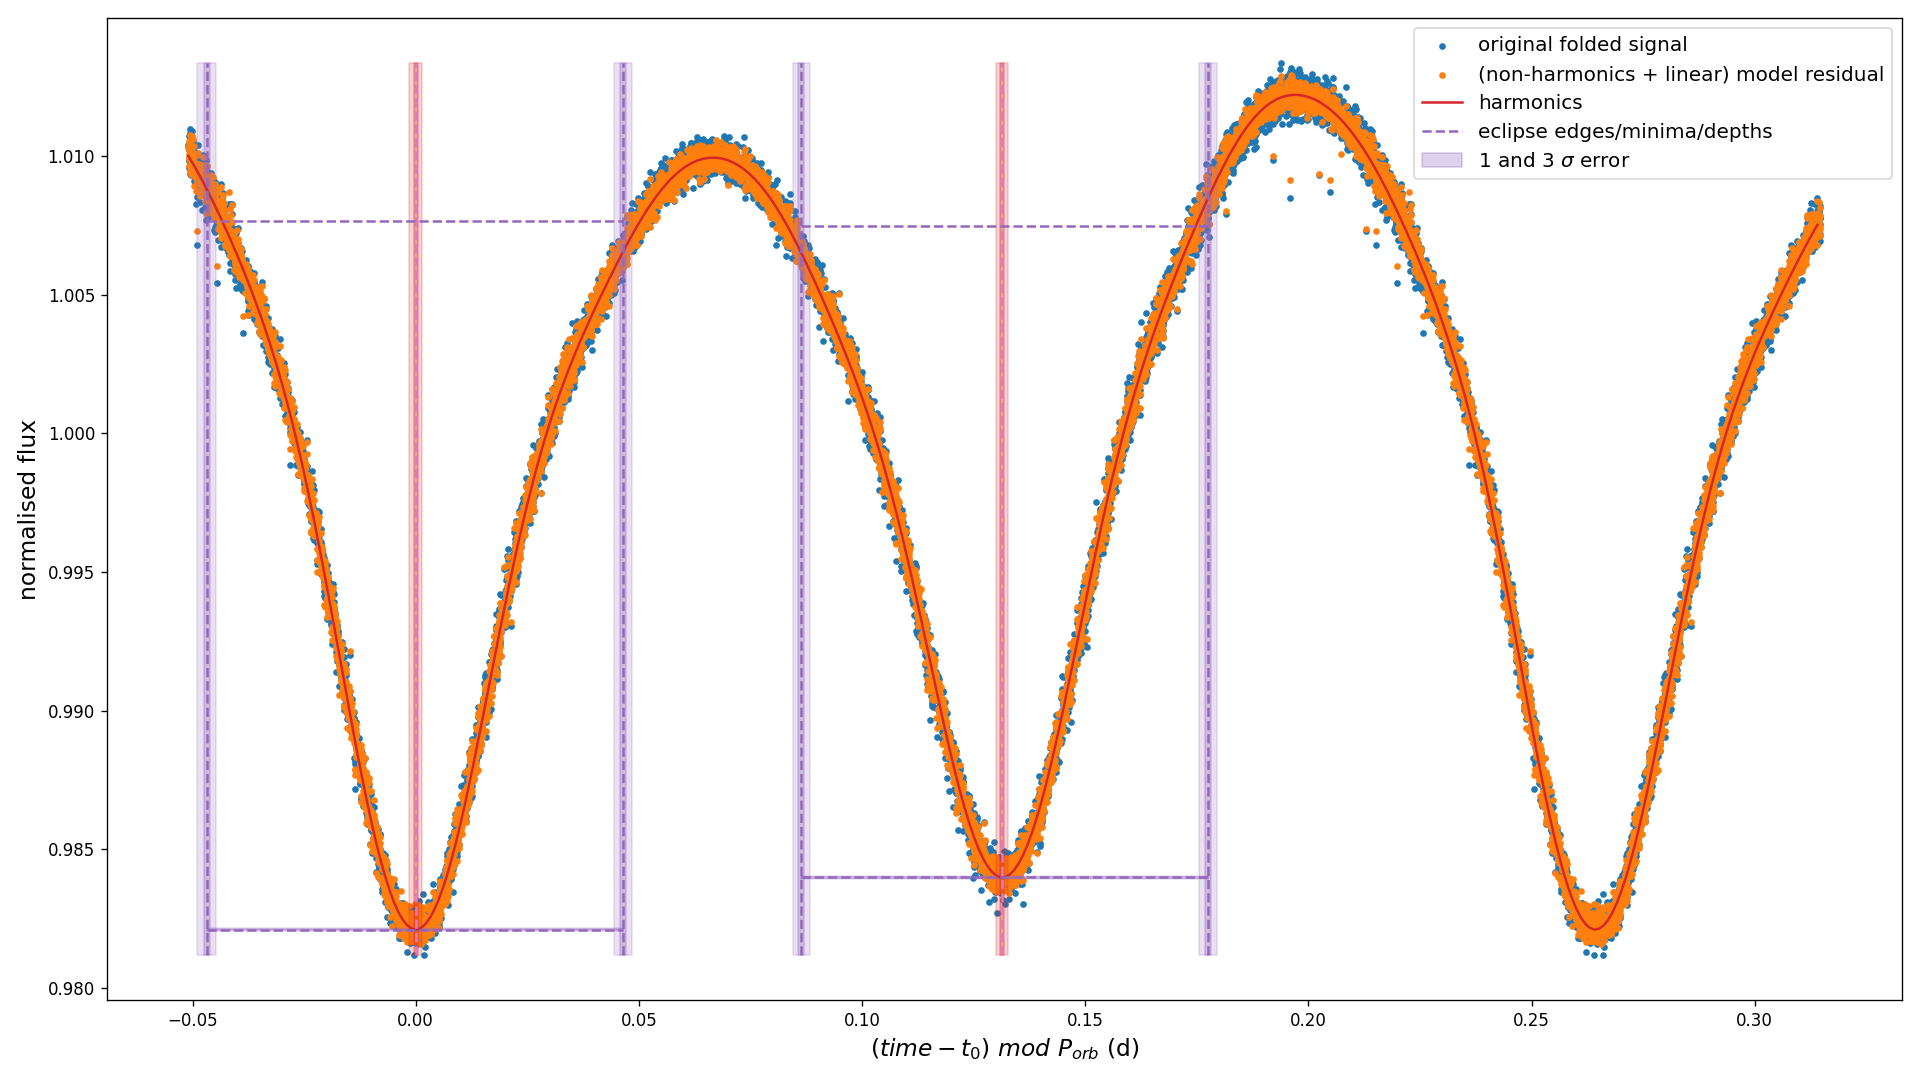 original folded signal
(non-harmonics + linear) model residual
harmonics
eclipse edges/minima/depths
1 and 3 σ error
normalised flux
1.010
1.005
1.000
0.995
0.990
0.985
0.980
−0.05 0.00 0.05 0.10 0.15 0.20 0.25 0.30
(time − t₀) mod Pₒᵣb (d)